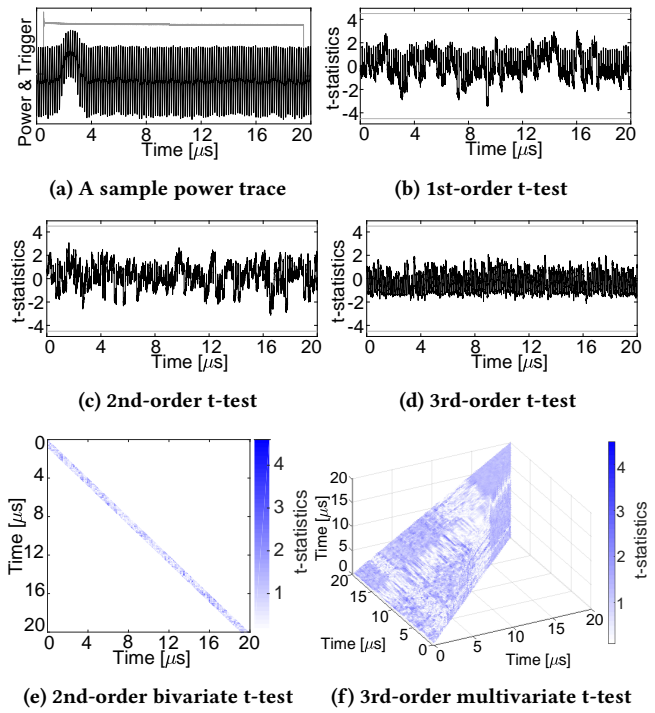 Power & Trigger
0 4 8 12 16 20
Time [μs]
(a) A sample power trace
t-statistics
4
2
0
-2
-4
0 4 8 12 16 20
Time [μs]
(b) 1st-order t-test
t-statistics
4
2
0
-2
-4
0 4 8 12 16 20
Time [μs]
(c) 2nd-order t-test
t-statistics
4
2
0
-2
-4
0 4 8 12 16 20
Time [μs]
(d) 3rd-order t-test
Time [μs]
0
4
8
12
16
20
0 4 8 12 16 20
Time [μs]
4
3
2
1
t-statistics
(e) 2nd-order bivariate t-test
Time [μs]
20
15
10
5
0
20
15
10
5
0
Time [μs]
0
5
10
15
20
Time [μs]
4
3
2
1
t-statistics
(f) 3rd-order multivariate t-test